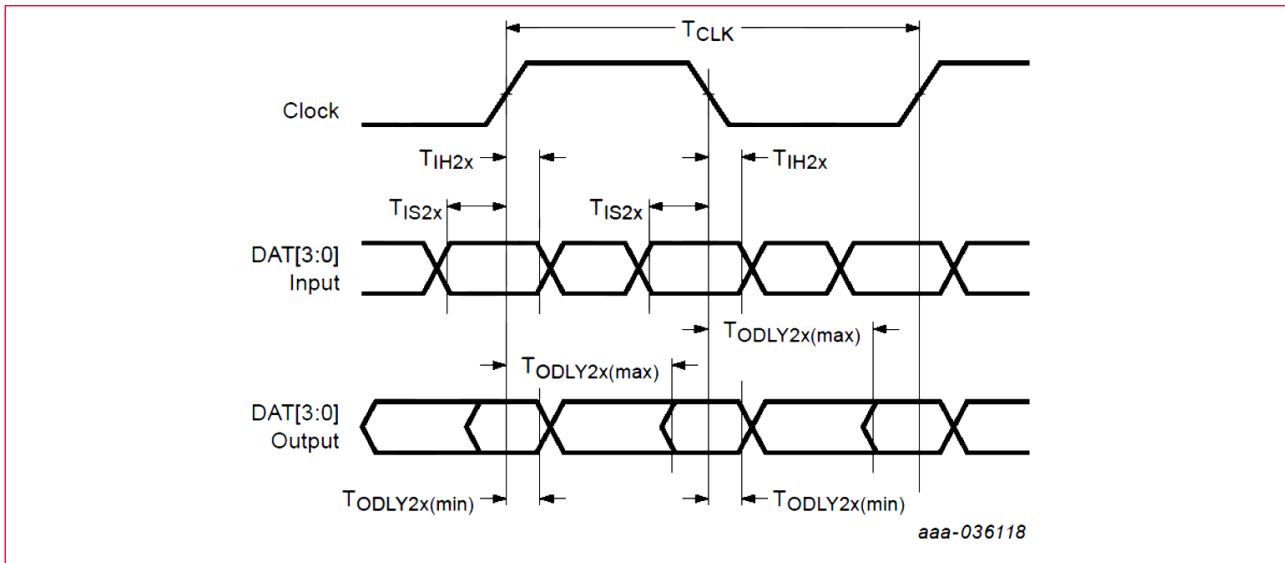 TCLK
Clock
TIH2x
TIH2x
TIS2x
TIS2x
DAT[3:0]
Input
TODLY2x(max)
TODLY2x(max)
DAT[3:0]
Output
TODLY2x(min)
TODLY2x(min)
aaa-036118